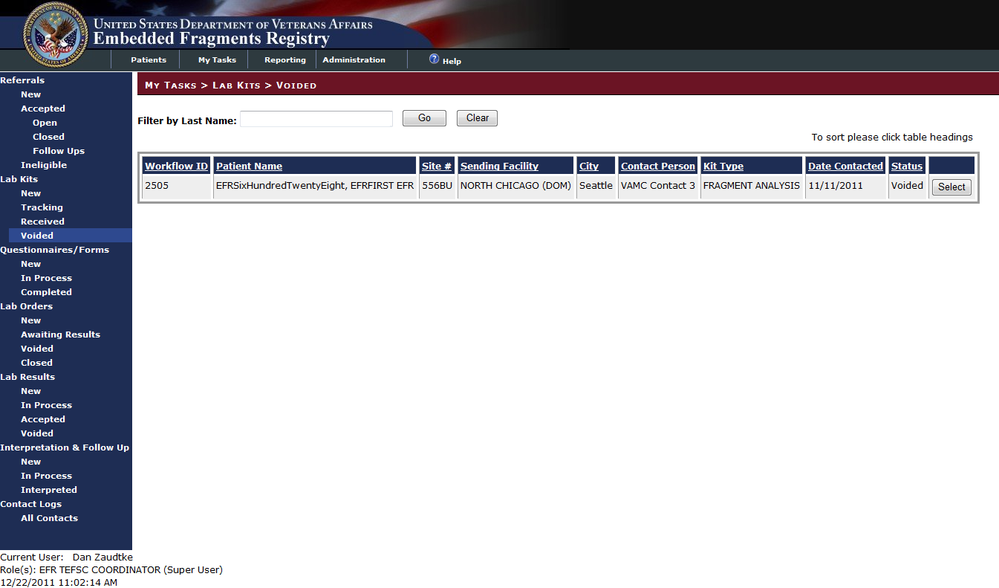 UNITED STATES DEPARTMENT OF VETERANS AFFAIRS
Embedded Fragments Registry
Patients My Tasks Reporting Administration ? Help
Referrals
New
Accepted
Open
Closed
Follow Ups
Ineligible
Lab Kits
New
Tracking
Received
Voided
Questionnaires/Forms
New
In Process
Completed
Lab Orders
New
Awaiting Results
Voided
Closed
Lab Results
New
In Process
Accepted
Voided
Interpretation & Follow Up
New
In Process
Interpreted
Contact Logs
All Contacts
MY TASKS > LAB KITS > VOIDED
Filter by Last Name: Go Clear
To sort please click table headings
Workflow ID Patient Name Site # Sending Facility City Contact Person Kit Type Date Contacted Status
2505 EFRSixHundredTwentyEight, EFRFIRST EFR 556BU NORTH CHICAGO (DOM) Seattle VAMC Contact 3 FRAGMENT ANALYSIS 11/11/2011 Voided Select
Current User: Dan Zaudtke
Role(s): EFR TEFSC COORDINATOR (Super User)
12/22/2011 11:02:14 AM